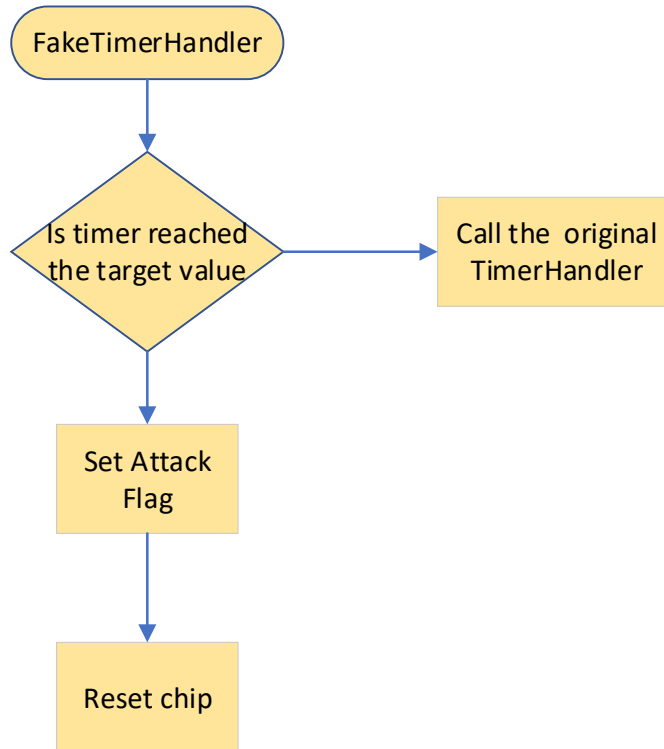 FakeTimerHandler
Is timer reached
the target value
Call the original
TimerHandler
Set Attack
Flag
Reset chip